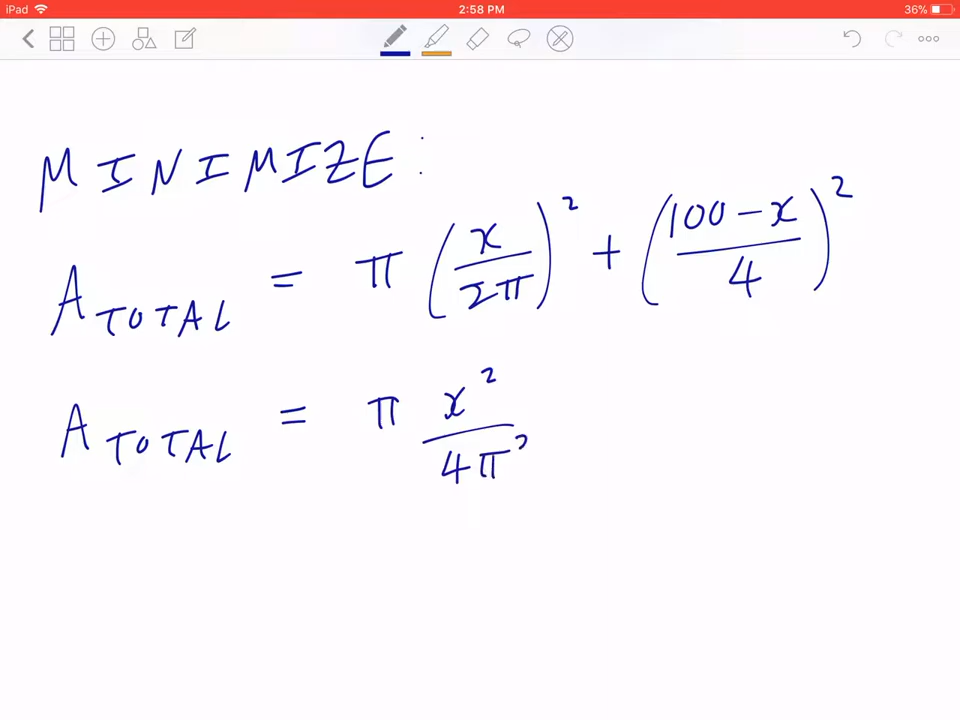 iPad 2:58 PM 36%
MINIMIZE:
A_TOTAL = π (x/2π)² + (100 - x/4)²
A_TOTAL = π x²/4π²